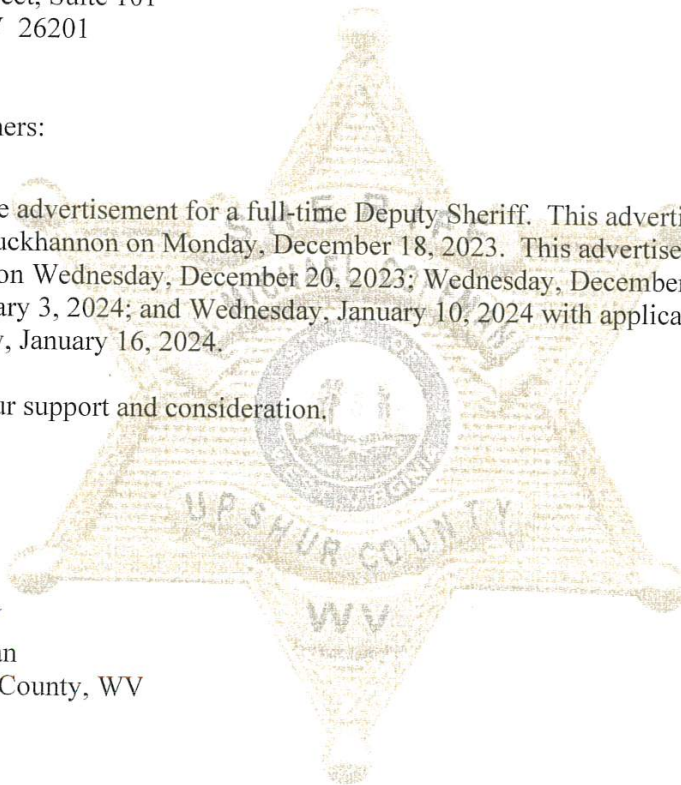 eet, Suite 101
26201
ners:
e advertisement for a full-time Deputy Sheriff. This adverti
uckhannon on Monday, December 18, 2023. This advertise
on Wednesday, December 20, 2023; Wednesday, December
ary 3, 2024; and Wednesday, January 10, 2024 with applica
y, January 16, 2024.
ur support and consideration.
SHERIFF
UPSHUR COUNTY
WV
an
County, WV